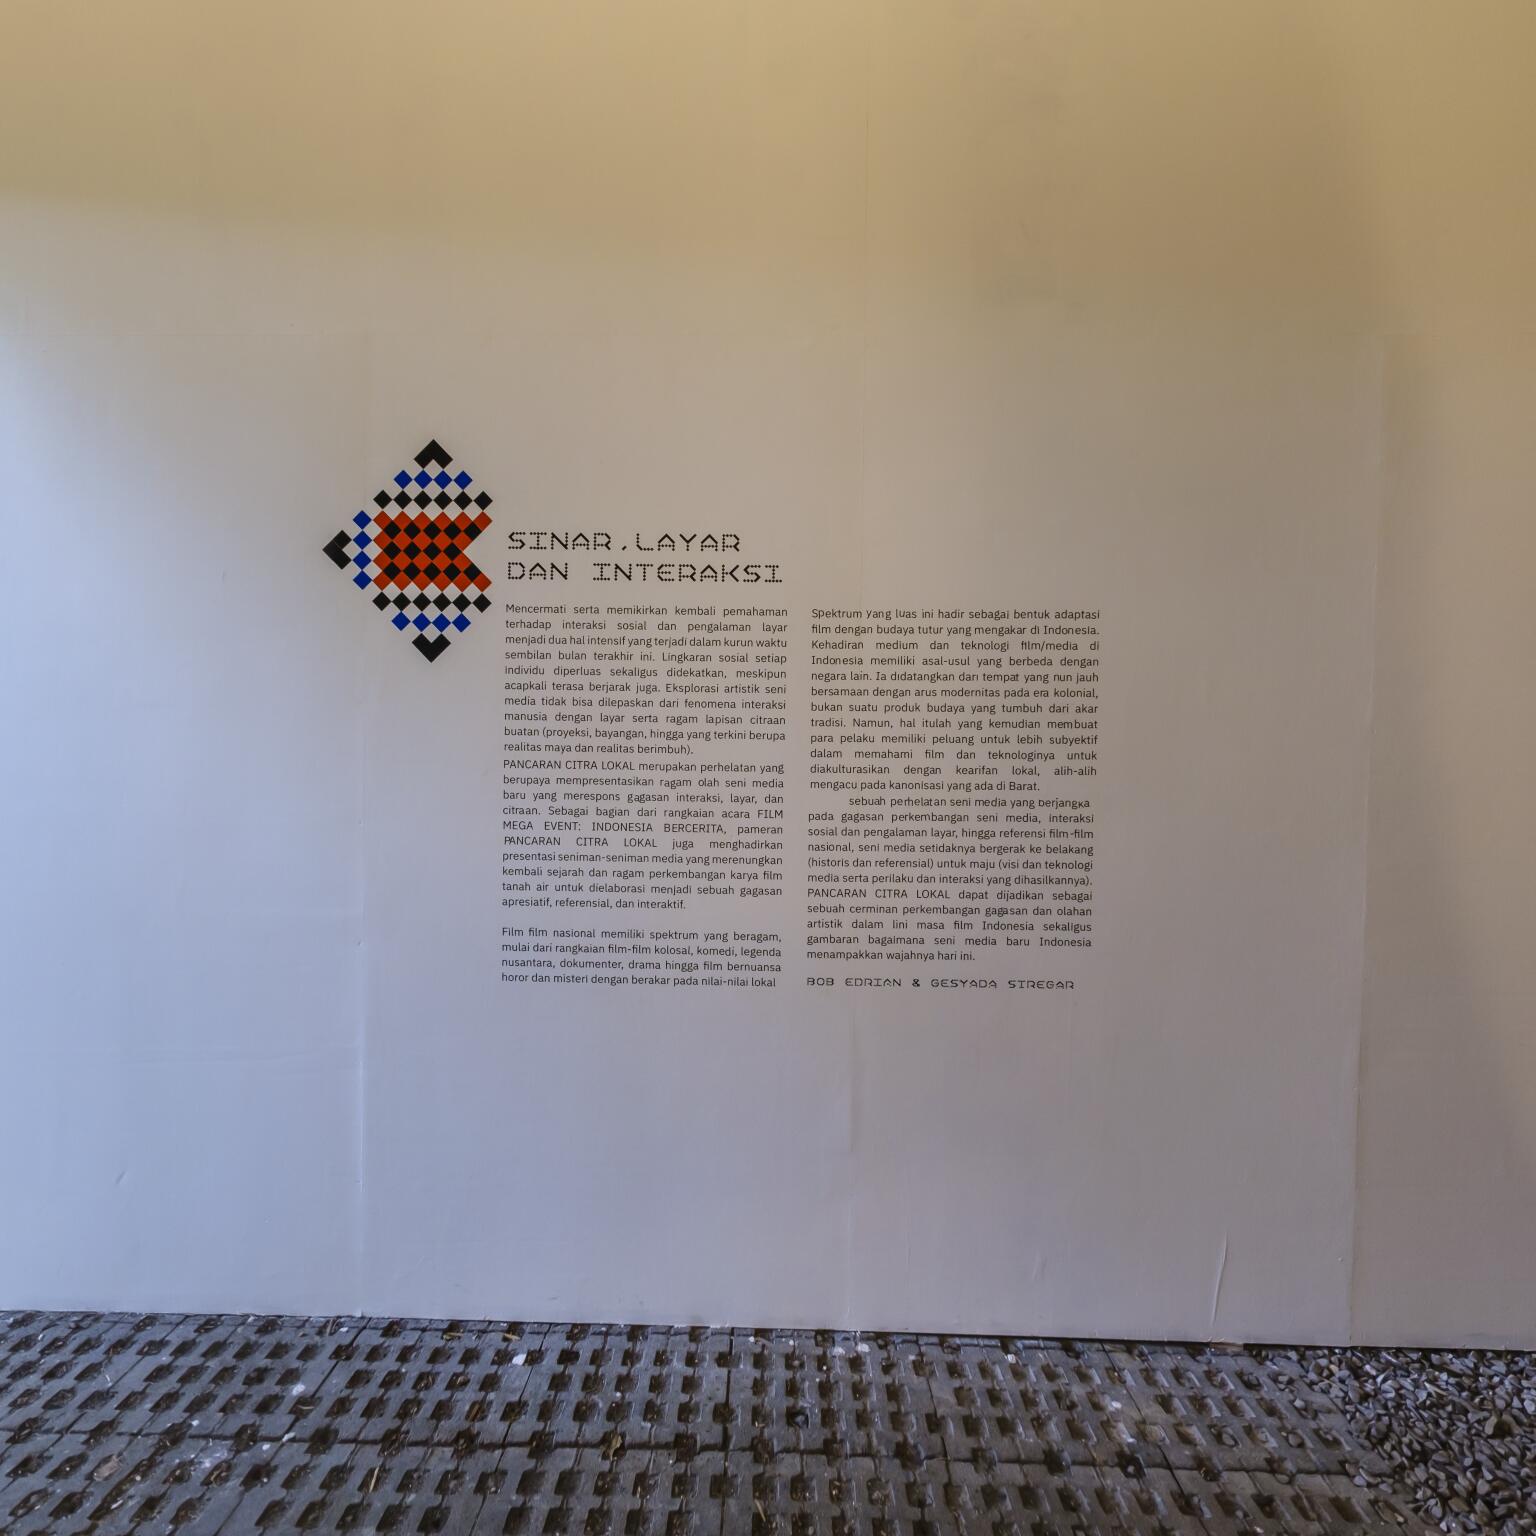 SINAR, LAYAR
DAN INTERAKSI
Mencermati serta memikirkan kembali pemahaman
terhadap interaksi sosial dan pengalaman layar
menjadi dua hal intensif yang terjadi dalam kurun waktu
sembilan bulan terakhir ini. Lingkaran sosial setiap
individu diperluas sekaligus didekatkan, meskipun
acapkali terasa berjarak juga. Eksplorasi artistik seni
media tidak bisa dilepaskan dari fenomena interaksi
manusia dengan layar serta ragam lapisan citraan
buatan (proyeksi, bayangan, hingga yang terkini berupa
realitas maya dan realitas berimbuh).
PANCARAN CITRA LOKAL merupakan perhelatan yang
berupaya mempresentasikan ragam olah seni media
baru yang merespons gagasan interaksi, layar, dan
citraan. Sebagai bagian dari rangkaian acara FILM
MEGA EVENT: INDONESIA BERCERITA, pameran
PANCARAN CITRA LOKAL juga menghadirkan
presentasi seniman-seniman media yang merenungkan
kembali sejarah dan ragam perkembangan karya film
tanah air untuk dielaborasi menjadi sebuah gagasan
apresiatif, referensial, dan interaktif.
Film film nasional memiliki spektrum yang beragam,
mulai dari rangkaian film-film kolosal, komedi, legenda
nusantara, dokumenter, drama hingga film bernuansa
horor dan misteri dengan berakar pada nilai-nilai lokal
Spektrum yang luas ini hadir sebagai bentuk adaptasi
film dengan budaya tutur yang mengakar di Indonesia.
Kehadiran medium dan teknologi film/media di
Indonesia memiliki asal-usul yang berbeda dengan
negara lain. Ia didatangkan dari tempat yang nun jauh
bersamaan dengan arus modernitas pada era kolonial,
bukan suatu produk budaya yang tumbuh dari akar
tradisi. Namun, hal itulah yang kemudian membuat
para pelaku memiliki peluang untuk lebih subyektif
dalam memahami film dan teknologinya untuk
diakulturasikan dengan kearifan lokal, alih-alih
mengacu pada kanonisasi yang ada di Barat.
sebuah perhelatan seni media yang berjangka
pada gagasan perkembangan seni media, interaksi
sosial dan pengalaman layar, hingga referensi film-film
nasional, seni media setidaknya bergerak ke belakang
(historis dan referensial) untuk maju (visi dan teknologi
media serta perilaku dan interaksi yang dihasilkannya).
PANCARAN CITRA LOKAL dapat dijadikan sebagai
sebuah cerminan perkembangan gagasan dan olahan
artistik dalam lini masa film Indonesia sekaligus
gambaran bagaimana seni media baru Indonesia
menampakkan wajahnya hari ini.
BOB EDRIAN & GESYADA SIREGAR